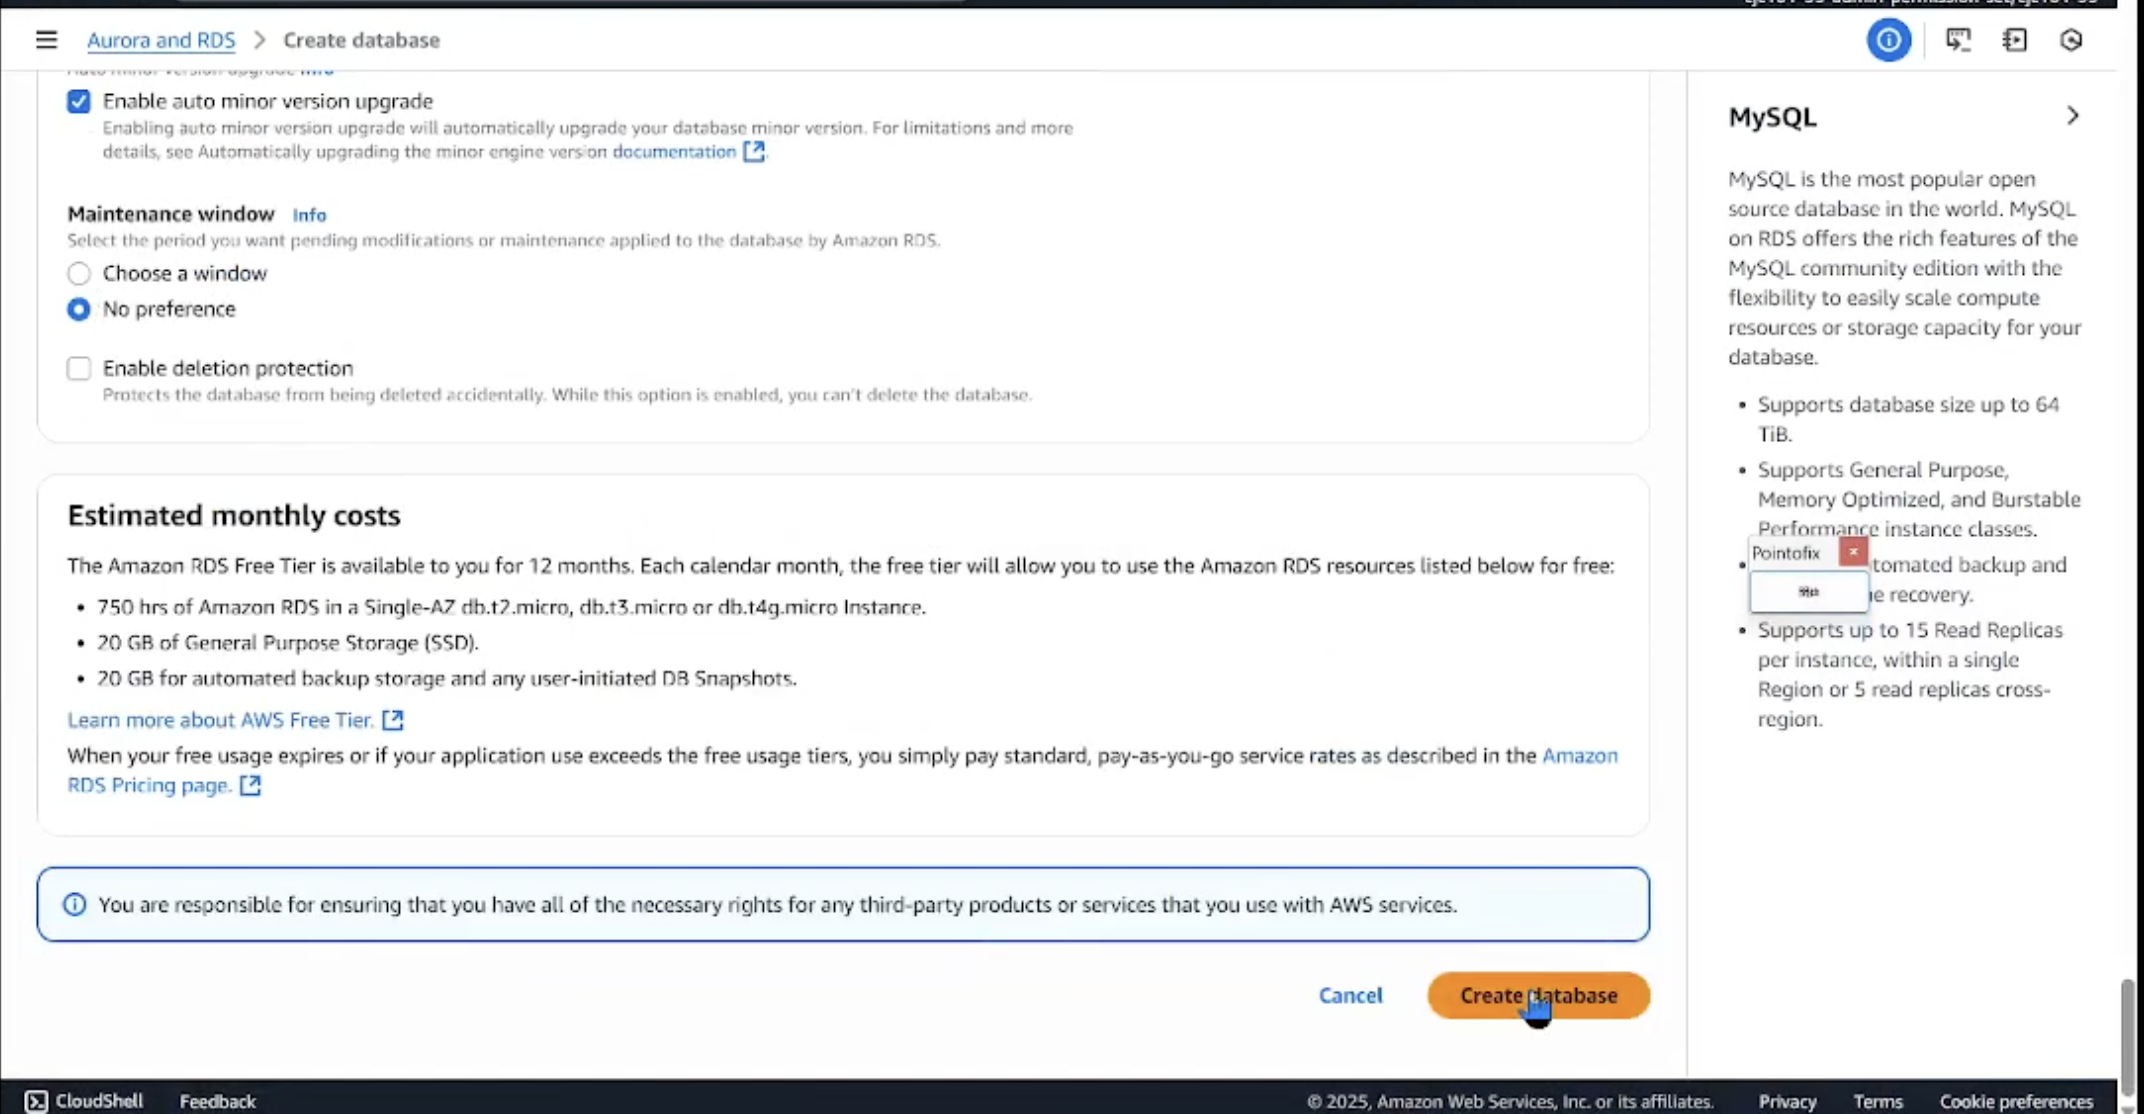 Aurora and RDS > Create database
Enable auto minor version upgrade
Enabling auto minor version upgrade will automatically upgrade your database minor version. For limitations and more
details, see Automatically upgrading the minor engine version documentation.
Maintenance window Info
Select the period you want pending modifications or maintenance applied to the database by Amazon RDS.
Choose a window
No preference
Enable deletion protection
Protects the database from being deleted accidentally. While this option is enabled, you can't delete the database.
Estimated monthly costs
The Amazon RDS Free Tier is available to you for 12 months. Each calendar month, the free tier will allow you to use the Amazon RDS resources listed below for free:
• 750 hrs of Amazon RDS in a Single-AZ db.t2.micro, db.t3.micro or db.t4g.micro Instance.
• 20 GB of General Purpose Storage (SSD).
• 20 GB for automated backup storage and any user-initiated DB Snapshots.
Learn more about AWS Free Tier.
When your free usage expires or if your application use exceeds the free usage tiers, you simply pay standard, pay-as-you-go service rates as described in the Amazon
RDS Pricing page.
You are responsible for ensuring that you have all of the necessary rights for any third-party products or services that you use with AWS services.
Cancel
Create database
MySQL
MySQL is the most popular open
source database in the world. MySQL
on RDS offers the rich features of the
MySQL community edition with the
flexibility to easily scale compute
resources or storage capacity for your
database.
• Supports database size up to 64
TiB.
• Supports General Purpose,
Memory Optimized, and Burstable
Performance instance classes.
Pointofix
tomated backup and
e recovery.
• Supports up to 15 Read Replicas
per instance, within a single
Region or 5 read replicas cross-
region.
CloudShell Feedback © 2025, Amazon Web Services, Inc. or its affiliates. Privacy Terms Cookie preferences